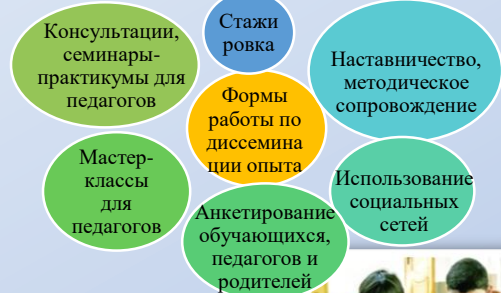 Консультации,
семинары-
практикумы для
педагогов
Стажи
ровка
Наставничество,
методическое
сопровождение
Формы
работы по
диссемина
ции опыта
Мастер-
классы
для
педагогов
Использование
социальных
сетей
Анкетирование
обучающихся,
педагогов и
родителей